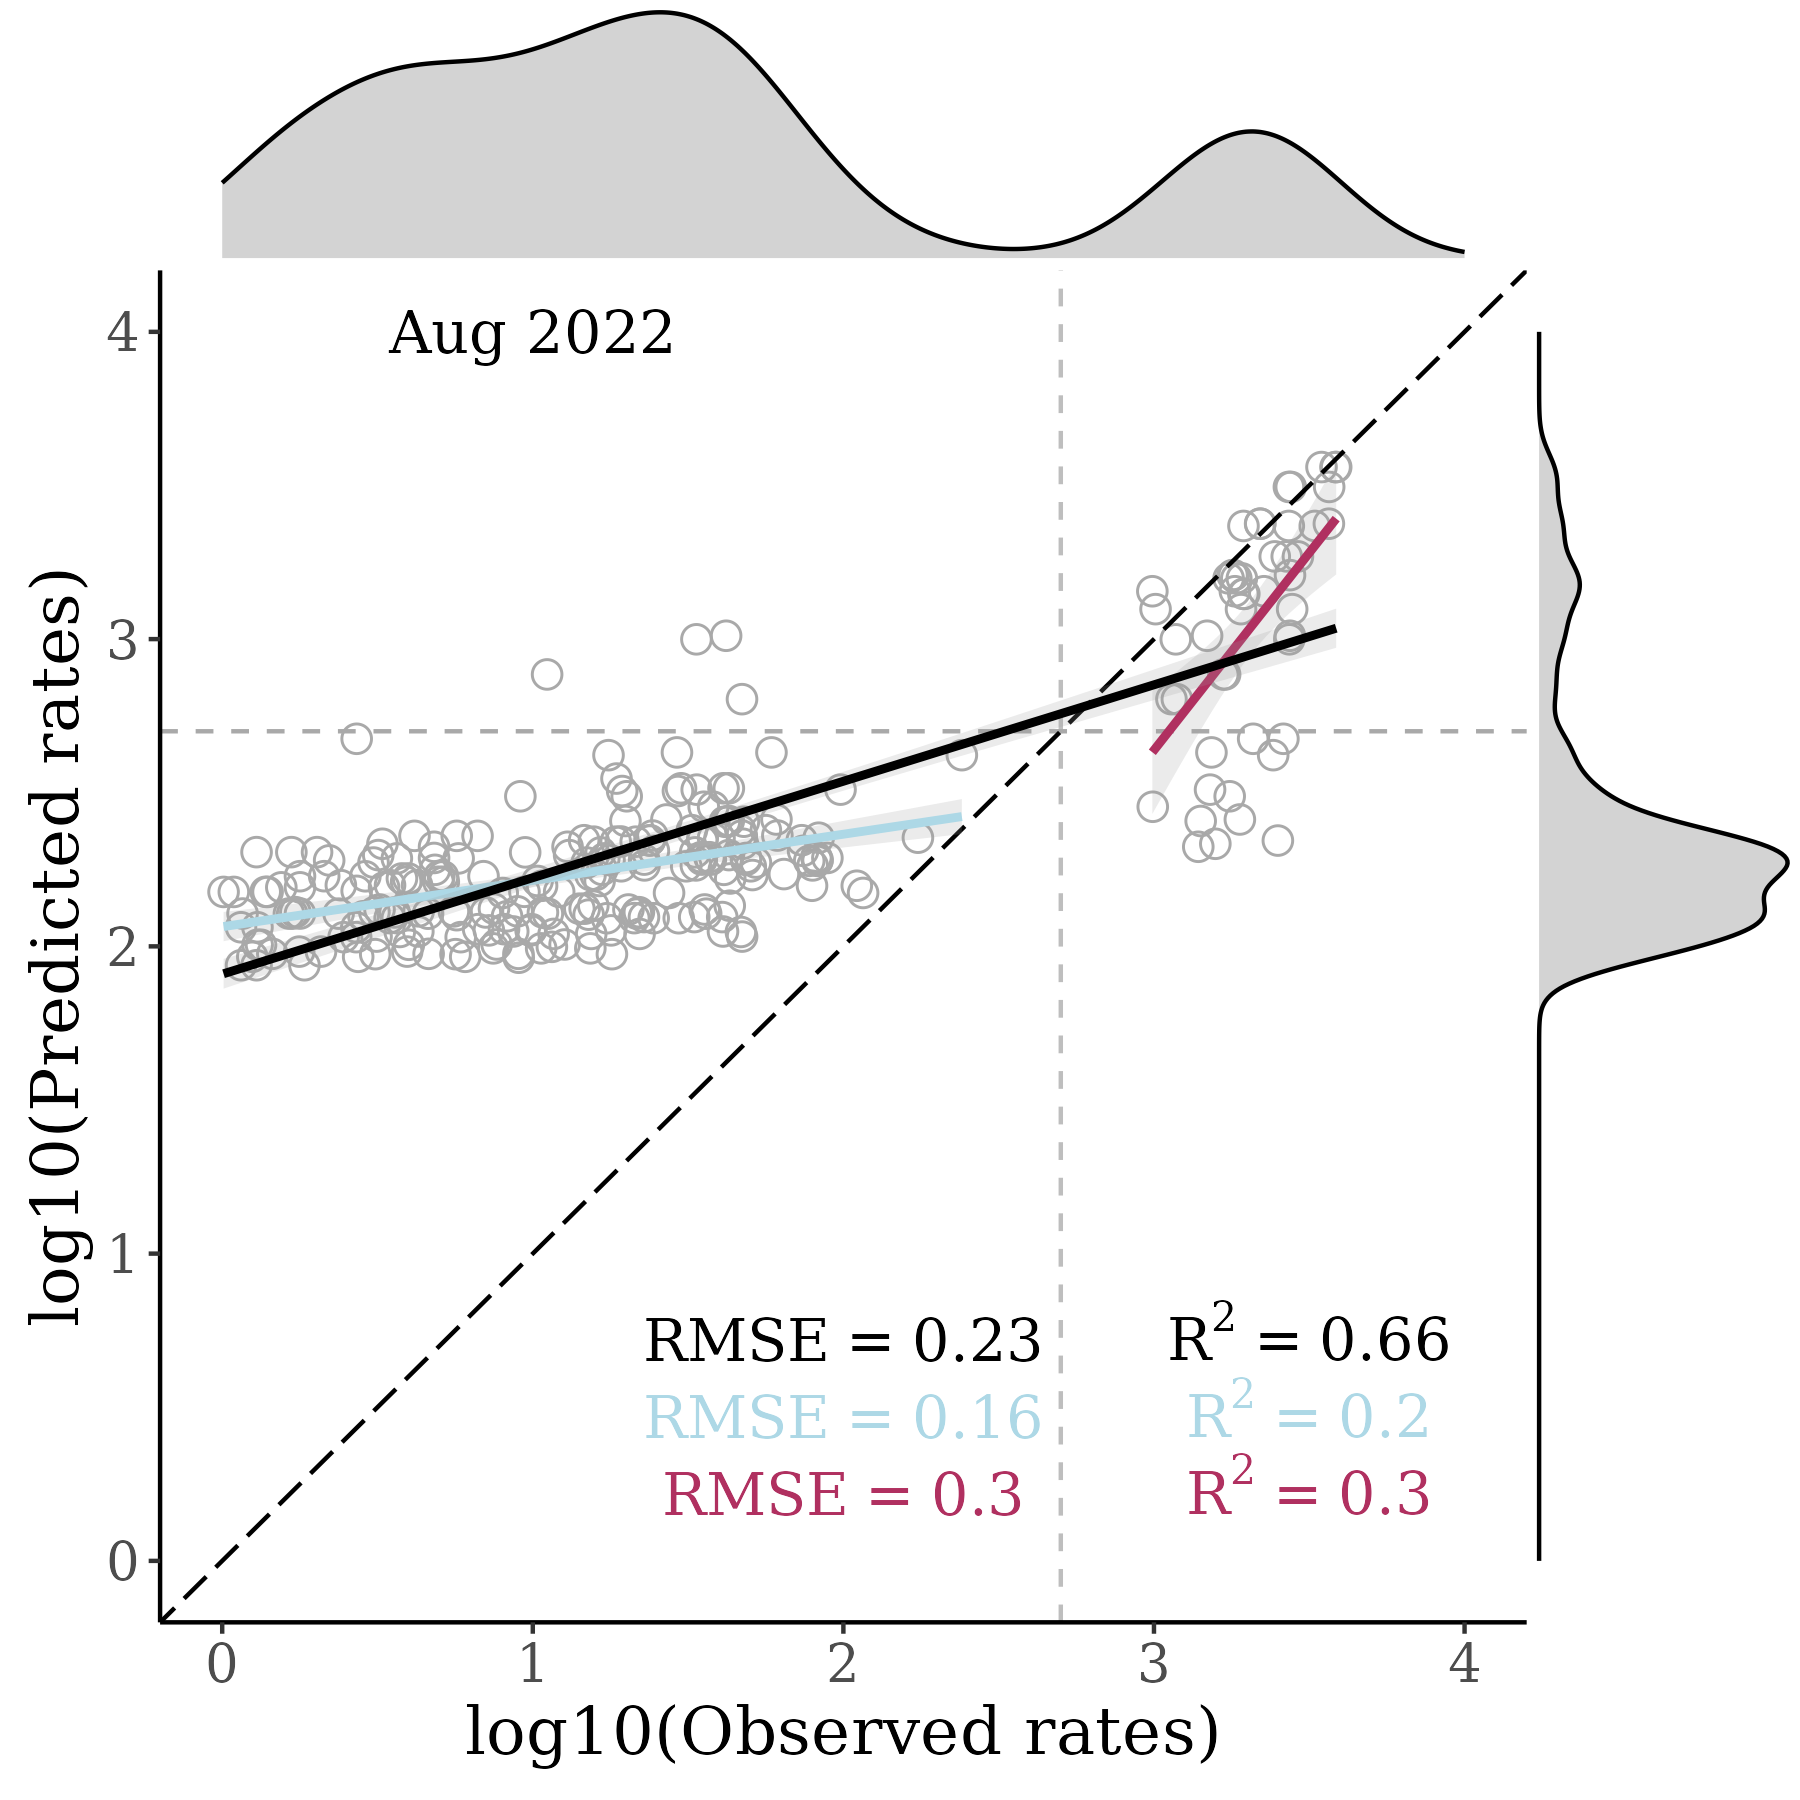 Aug 2022
4
3
2
1
0
log10(Predicted rates)
RMSE = 0.23 R² = 0.66
RMSE = 0.16 R² = 0.2
RMSE = 0.3 R² = 0.3
0 1 2 3 4
log10(Observed rates)